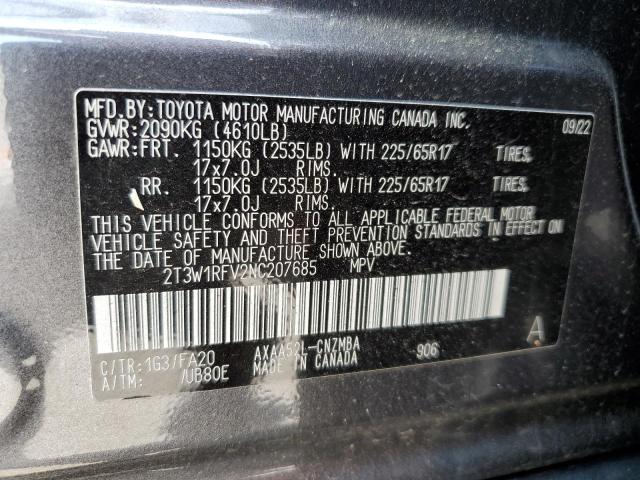 MFD.BY:TOYOTA MOTOR MANUFACTURING CANADA INC. 09/22
GVWR:2090KG (4610LB)
GAWR:FRT. 1150KG (2535LB) WITH 225/65R17 TIRES,
17x7.0J RIMS.
RR. 1150KG (2535LB) WITH 225/65R17 TIRES,
17x7.0J RIMS.
THIS VEHICLE CONFORMS TO ALL APPLICABLE FEDERAL MOTOR
VEHICLE SAFETY AND THEFT PREVENTION STANDARDS IN EFFECT ON
THE DATE OF MANUFACTURE SHOWN ABOVE.
2T3W1RFV2NC207685 MPV
A
C/TR:1G3/FA20 AXAA52L-CNZMBA 906
A/TM: /UB80E MADE IN CANADA